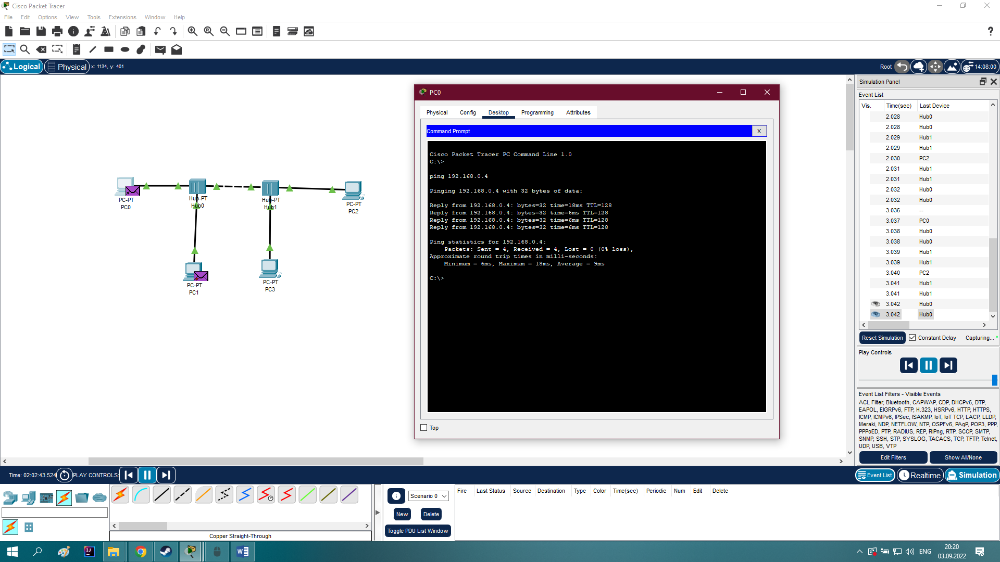 Cisco Packet Tracer
File Edit Options View Tools Extensions Window Help
Logical Physical x: 1134, y: 401 Root 14:08:00
PC-PT
PC0
Hub-PT
Hub0
Hub-PT
Hub1
PC-PT
PC2
PC-PT
PC1
PC-PT
PC3
PC0
Physical Config Desktop Programming Attributes
Command Prompt X
Cisco Packet Tracer PC Command Line 1.0
C:\>
ping 192.168.0.4
Pinging 192.168.0.4 with 32 bytes of data:
Reply from 192.168.0.4: bytes=32 time=18ms TTL=128
Reply from 192.168.0.4: bytes=32 time=6ms TTL=128
Reply from 192.168.0.4: bytes=32 time=6ms TTL=128
Reply from 192.168.0.4: bytes=32 time=6ms TTL=128
Ping statistics for 192.168.0.4:
Packets: Sent = 4, Received = 4, Lost = 0 (0% loss),
Approximate round trip times in milli-seconds:
Minimum = 6ms, Maximum = 18ms, Average = 9ms
C:\>
Top
Simulation Panel
Event List
Vis. Time(sec) Last Device
2.028 Hub0
2.028 Hub0
2.029 Hub1
2.029 Hub1
2.030 PC2
2.031 Hub1
2.031 Hub1
2.032 Hub0
2.032 Hub0
3.036 --
3.037 PC0
3.038 Hub0
3.038 Hub0
3.039 Hub1
3.039 Hub1
3.040 PC2
3.041 Hub1
3.041 Hub1
3.042 Hub0
3.042 Hub0
Reset Simulation Constant Delay Capturing... *
Play Controls
Event List Filters - Visible Events
ACL Filter, Bluetooth, CAPWAP, CDP, DHCPv6, DTP,
EAPOL, EIGRPv6, FTP, H.323, HSRPv6, HTTP, HTTPS,
ICMP, ICMPv6, IPSec, ISAKMP, IoT, IoT TCP, LACP, LLDP,
Meraki, NDP, NETFLOW, NTP, OSPFv6, PAgP, POP3, PPP,
PPPoED, PTP, RADIUS, REP, RIPng, RTP, SCCP, SMTP,
SNMP, SSH, STP, SYSLOG, TACACS, TCP, TFTP, Telnet,
UDP, USB, VTP
Edit Filters Show All/None
Time: 02:02:43.524 PLAY CONTROLS: Event List Realtime Simulation
Scenario 0
New Delete
Toggle PDU List Window
Fire Last Status Source Destination Type Color Time(sec) Periodic Num Edit Delete
Copper Straight-Through
IJ
W
ENG
20:20
03.09.2022